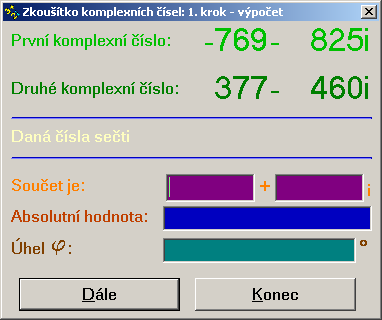 Zkoušítko komplexních čísel: 1. krok - výpočet
První komplexní číslo: -769- 825i
Druhé komplexní číslo: 377- 460i
Daná čísla sečti
Součet je: + i
Absolutní hodnota:
Úhel φ: °
Dále Konec